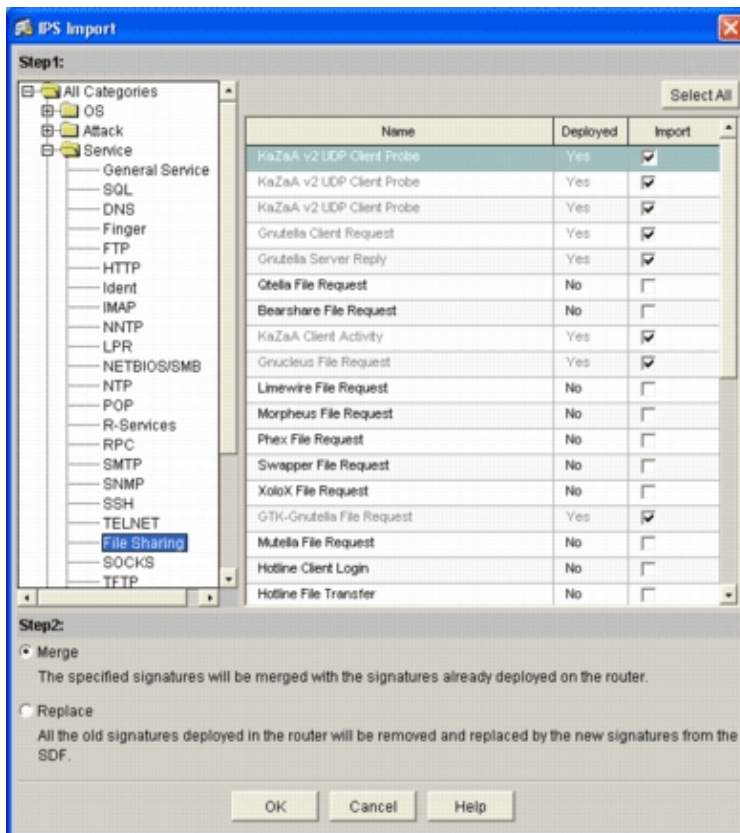 IPS Import
Step1:
All Categories
OS
Attack
Service
General Service
SQL
DNS
Finger
FTP
HTTP
Ident
IMAP
NNTP
LPR
NETBIOS/SMB
NTP
POP
R-Services
RPC
SMTP
SNMP
SSH
TELNET
File Sharing
SOCKS
TFTP
Select All
Name Deployed Import
KaZaA v2 UDP Client Probe Yes
KaZaA v2 UDP Client Probe Yes
KaZaA v2 UDP Client Probe Yes
Gnutella Client Request Yes
Gnutella Server Reply Yes
Qtella File Request No
Bearshare File Request No
KaZaA Client Activity Yes
Gnucleus File Request Yes
Limewire File Request No
Morpheus File Request No
Phex File Request No
Swapper File Request No
XoloX File Request No
GTK-Gnutella File Request Yes
Mutella File Request No
Hotline Client Login No
Hotline File Transfer No
Step2:
Merge
The specified signatures will be merged with the signatures already deployed on the router.
Replace
All the old signatures deployed in the router will be removed and replaced by the new signatures from the
SDF.
OK Cancel Help